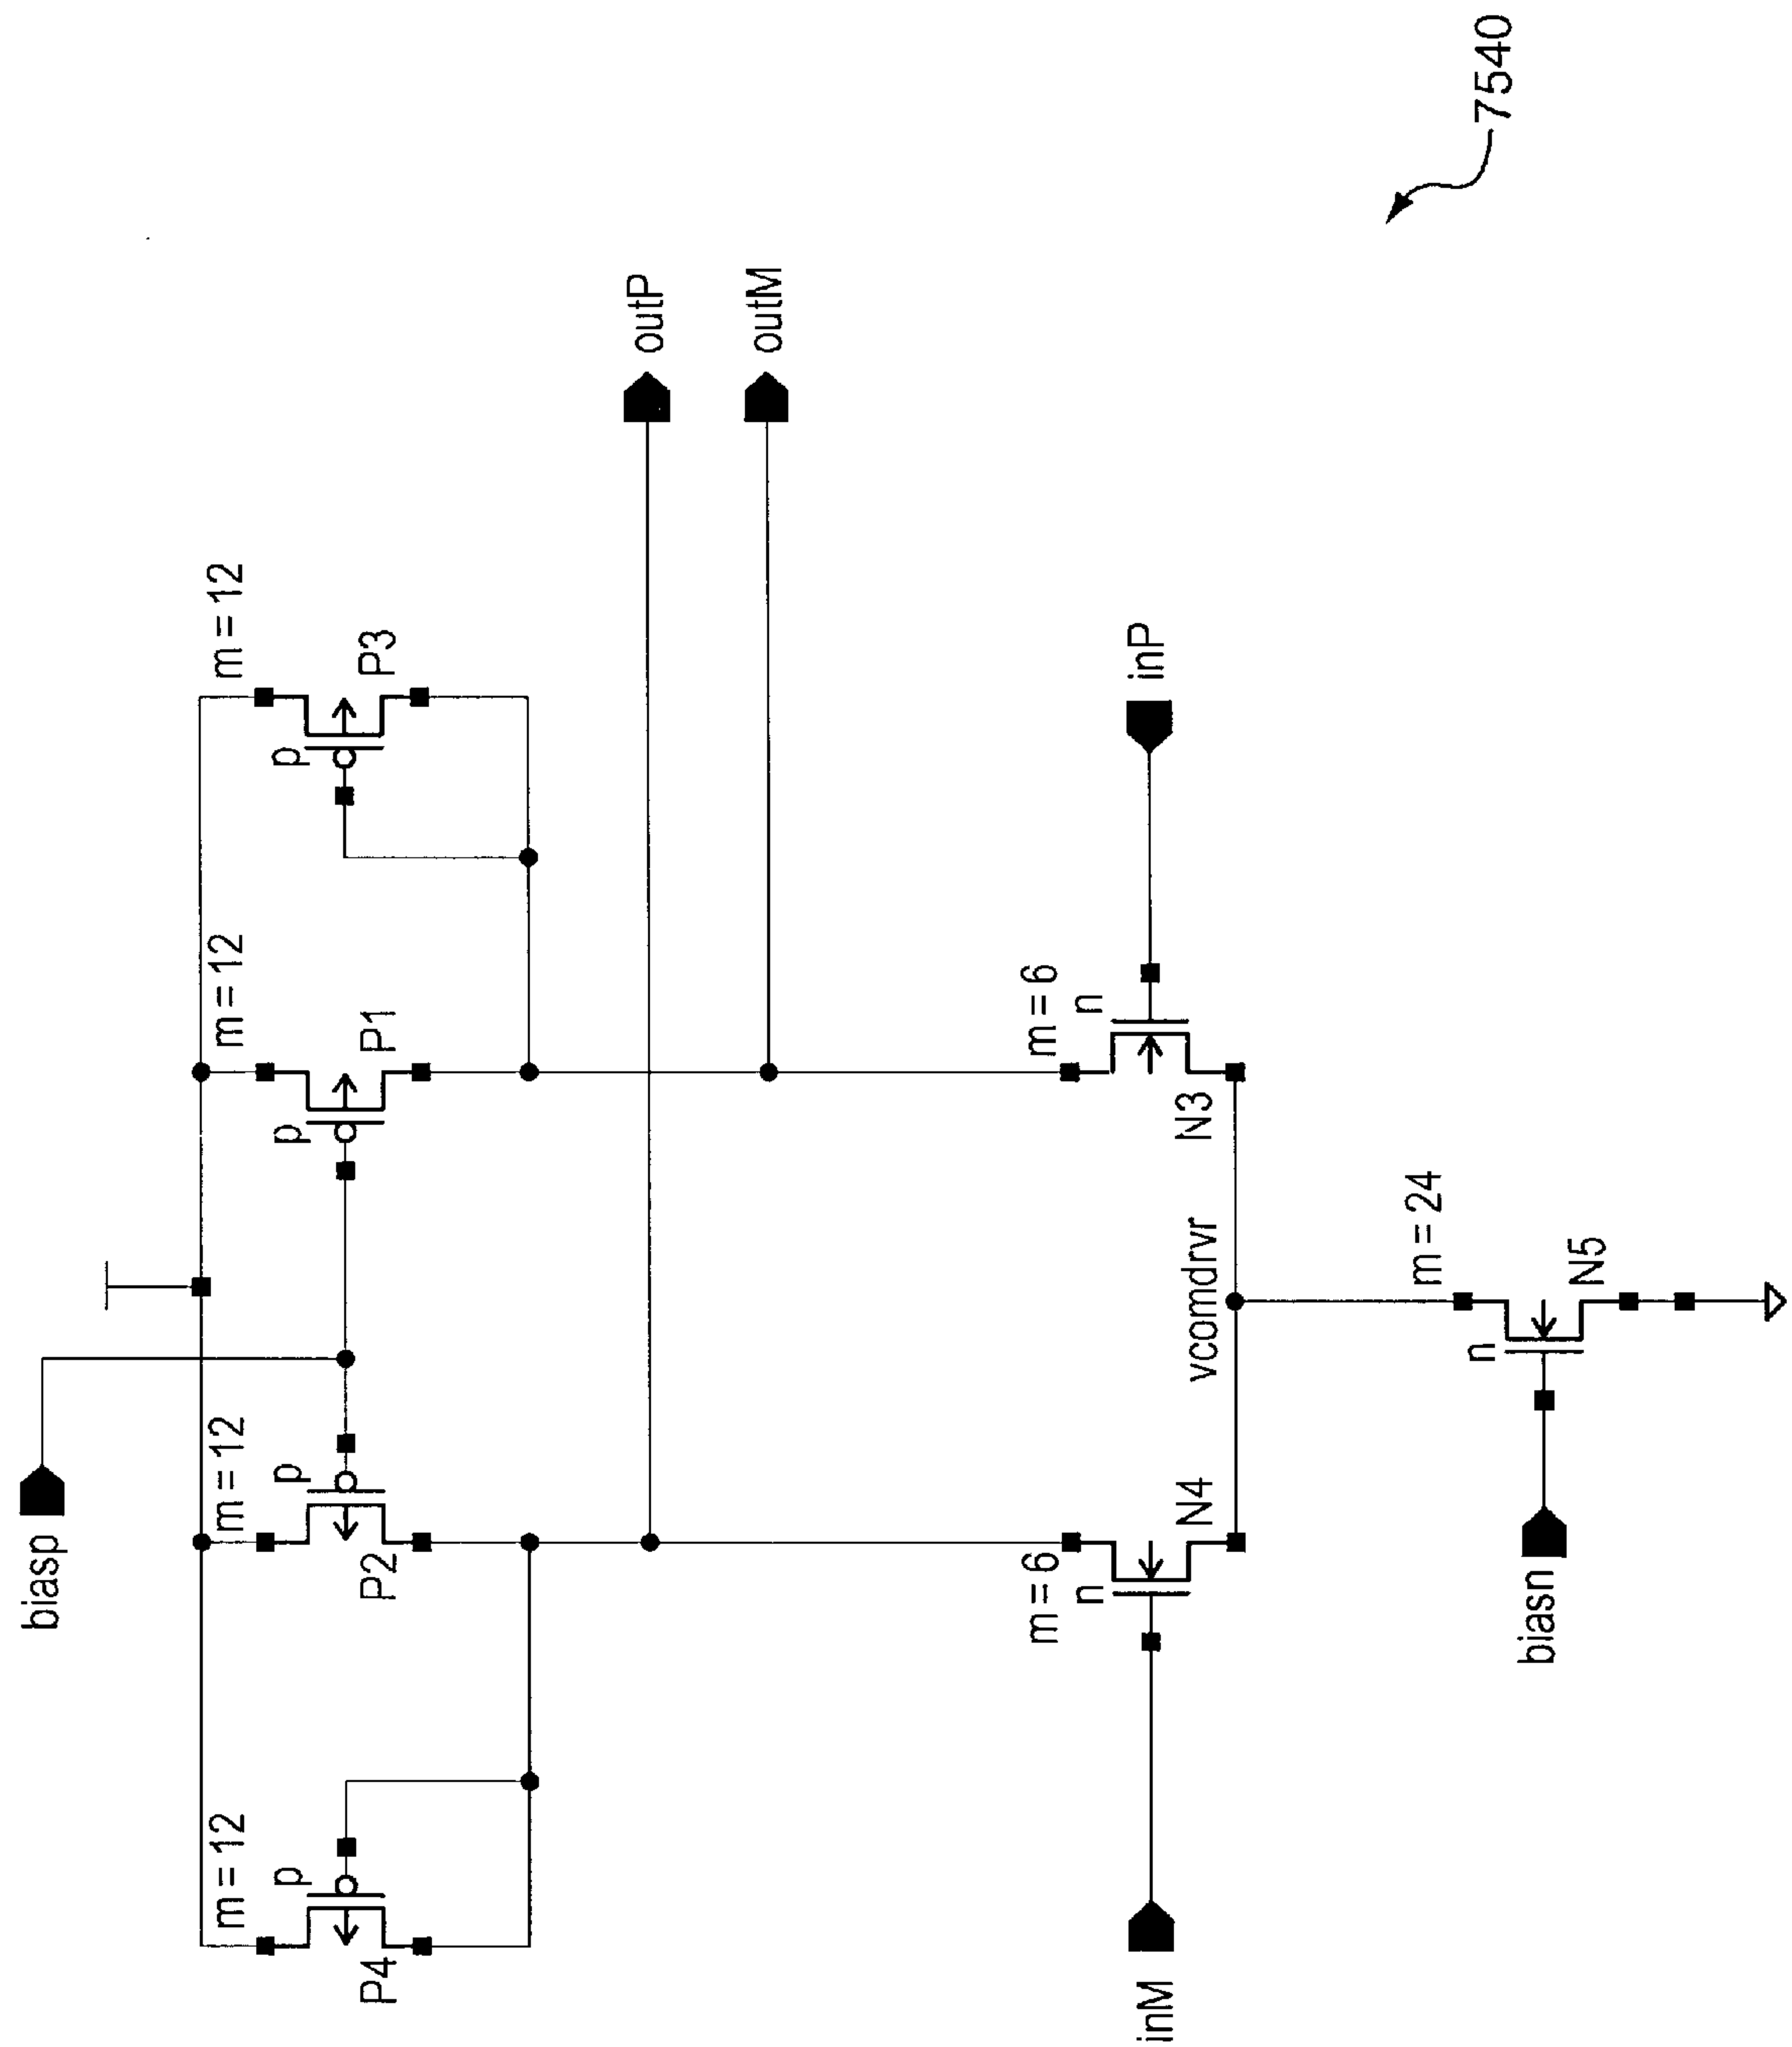 biasp
m = 12
p
P4
m = 12
p
P2
m = 12
p
P1
m = 12
p
P3
outP
outM
inM
m = 6
n
N4
vcomdrvr
m = 6
n
N3
inP
biasn
m = 24
n
N5
7540